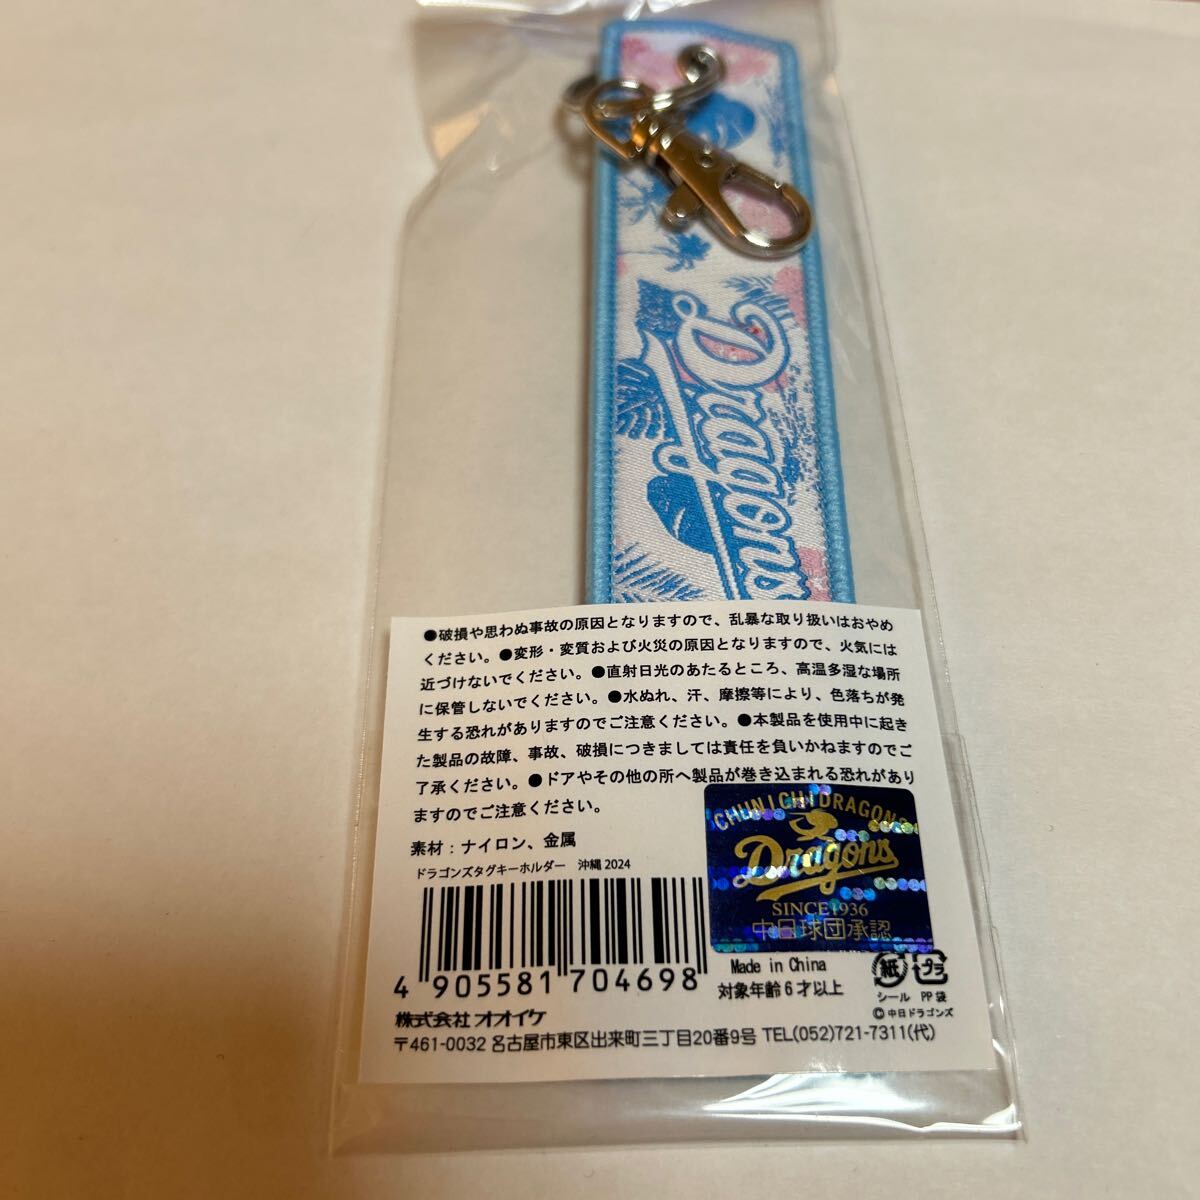 Dragons
●破損や思わぬ事故の原因となりますので、乱暴な取り扱いはおやめ
ください。●変形・変質および火災の原因となりますので、火気には
近づけないでください。●直射日光のあたるところ、高温多湿な場所
に保管しないでください。●水ぬれ、汗、摩擦等により、色落ちが発
生する恐れがありますのでご注意ください。●本製品を使用中に起き
た製品の故障、事故、破損につきましては責任を負いかねますのでご
了承ください。●ドアやその他の所へ製品が巻き込まれる恐れがあり
ますのでご注意ください。
素材：ナイロン、金属
ドラゴンズタグキーホルダー 沖縄 2024
4 905581 704698
CHUNICHI DRAGONS
Dragons
SINCE1936
中日球団承認
Made in China
対象年齢６才以上
紙
プラ
シール PP袋
©中日ドラゴンズ
株式会社 オオイケ
〒461-0032 名古屋市東区出来町三丁目20番9号 TEL(052)721-7311(代)